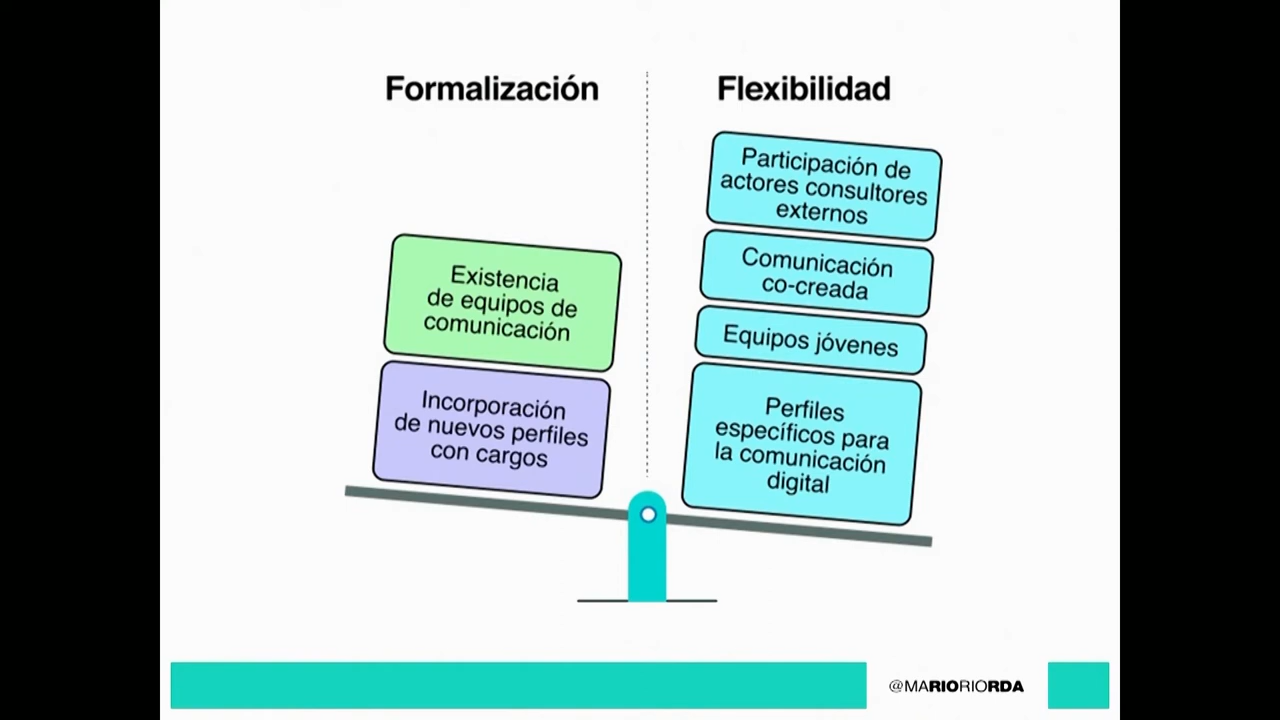 Formalización
Existencia
de equipos de
comunicación
Incorporación
de nuevos perfiles
con cargos
Flexibilidad
Participación de
actores consultores
externos
Comunicación
co-creada
Equipos jóvenes
Perfiles
específicos para
la comunicación
digital
@MARIORIORDA